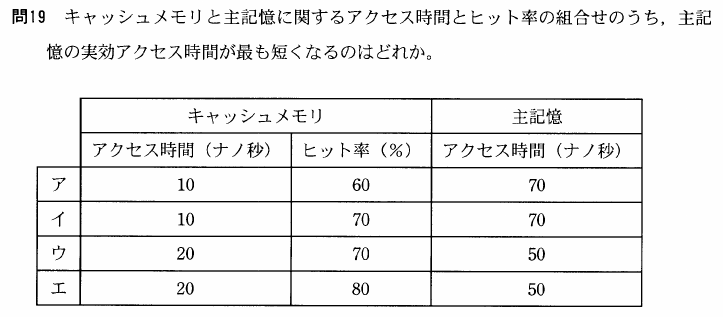 問19　キャッシュメモリと主記憶に関するアクセス時間とヒット率の組合せのうち，主記
憶の実効アクセス時間が最も短くなるのはどれか。
キャッシュメモリ 主記憶
アクセス時間（ナノ秒） ヒット率（％） アクセス時間（ナノ秒）
ア 10 60 70
イ 10 70 70
ウ 20 70 50
エ 20 80 50